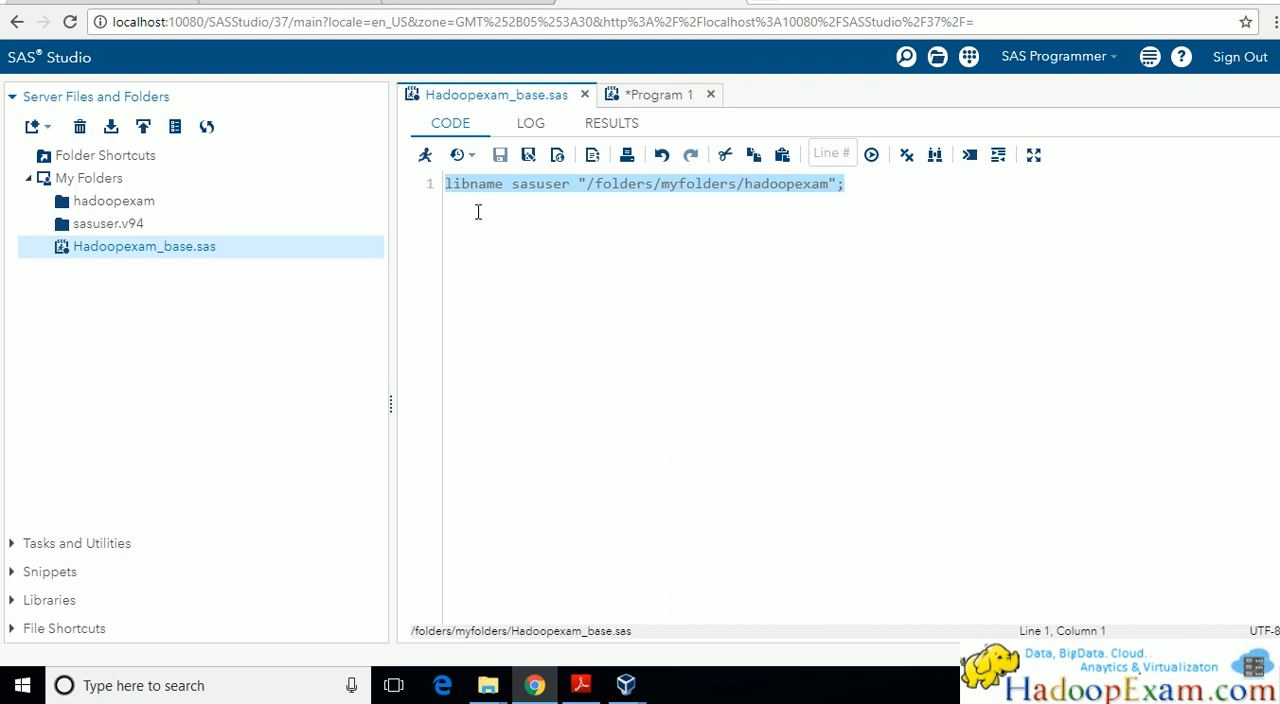 localhost:10080/SASStudio/37/main?locale=en_US&zone=GMT%252B05%253A30&http%3A%2F%2Flocalhost%3A10080%2FSASStudio%2F37%2F=
SAS® Studio
SAS Programmer
Sign Out
Server Files and Folders
Folder Shortcuts
My Folders
hadoopexam
sasuser.v94
Hadoopexam_base.sas
Tasks and Utilities
Snippets
Libraries
File Shortcuts
Hadoopexam_base.sas
*Program 1
CODE
LOG
RESULTS
Line #
1 libname sasuser "/folders/myfolders/hadoopexam";
/folders/myfolders/Hadoopexam_base.sas
Line 1, Column 1
UTF-8
Type here to search
Data, BigData. Cloud.
Anaytics & Virtualizaton
HadoopExam.com